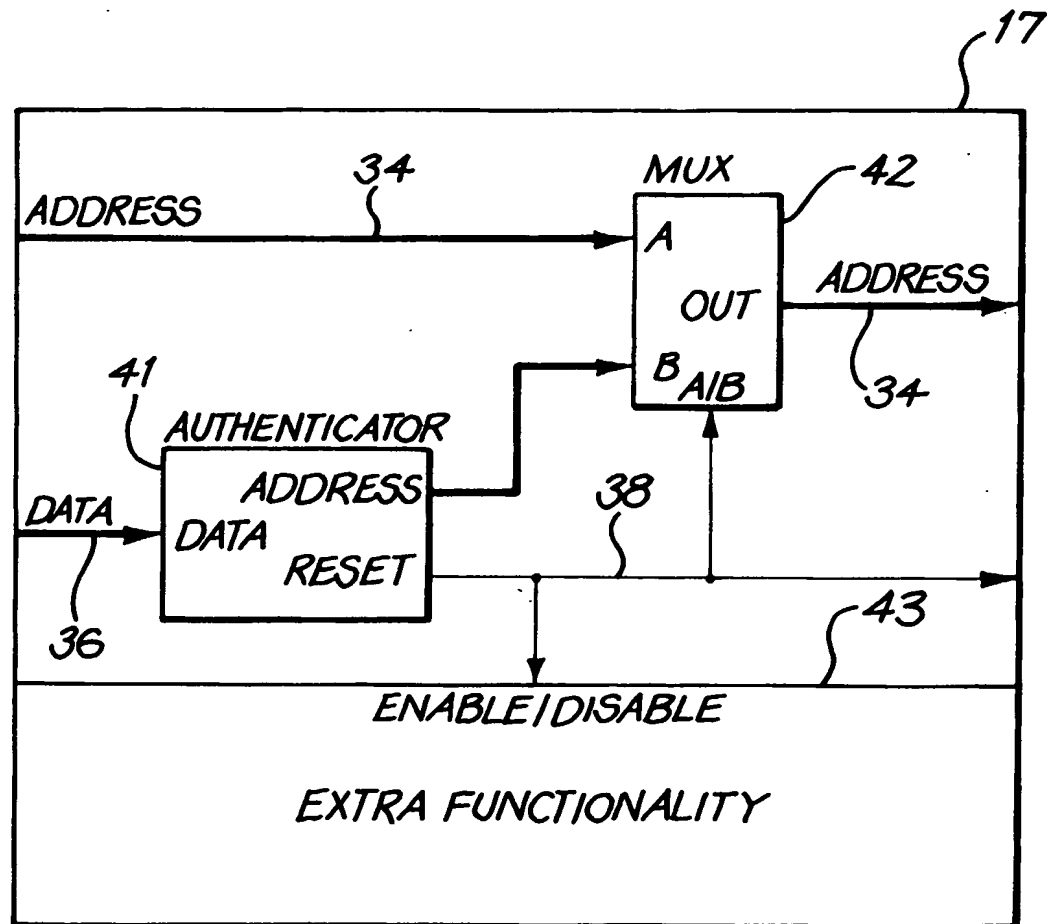 17
34
MUX
42
ADDRESS
A
ADDRESS
OUT
41
B
A/B
34
AUTHENTICATOR
ADDRESS
38
DATA
DATA
RESET
36
43
ENABLE/DISABLE
EXTRA FUNCTIONALITY